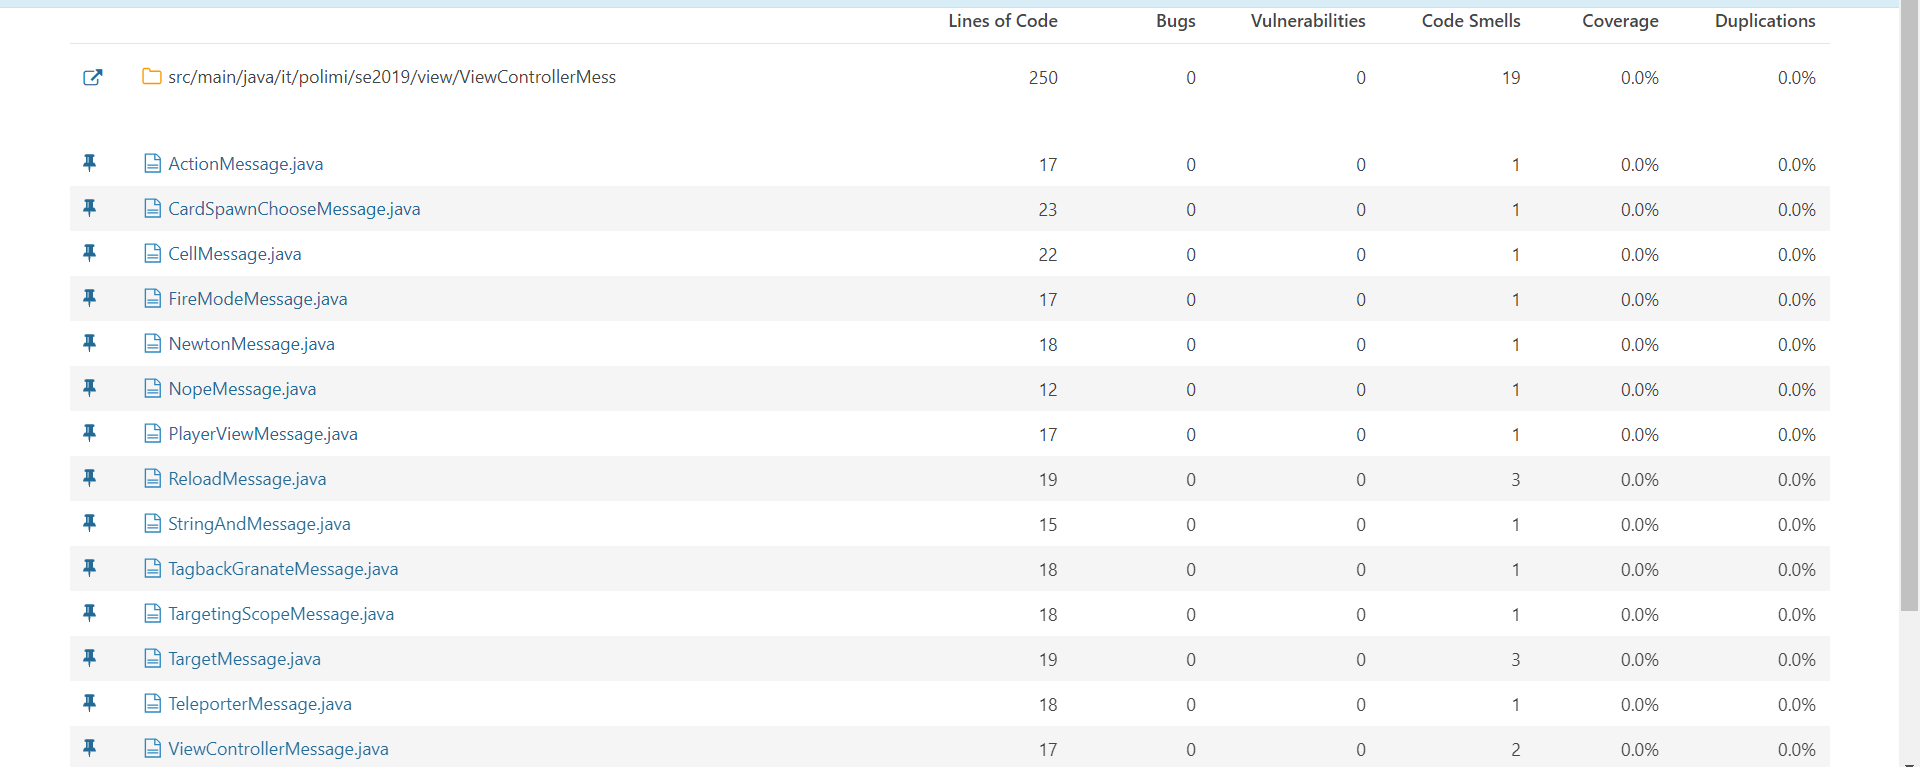 Lines of Code Bugs Vulnerabilities Code Smells Coverage Duplications
src/main/java/it/polimi/se2019/view/ViewControllerMess 250 0 0 19 0.0% 0.0%
ActionMessage.java 17 0 0 1 0.0% 0.0%
CardSpawnChooseMessage.java 23 0 0 1 0.0% 0.0%
CellMessage.java 22 0 0 1 0.0% 0.0%
FireModeMessage.java 17 0 0 1 0.0% 0.0%
NewtonMessage.java 18 0 0 1 0.0% 0.0%
NopeMessage.java 12 0 0 1 0.0% 0.0%
PlayerViewMessage.java 17 0 0 1 0.0% 0.0%
ReloadMessage.java 19 0 0 3 0.0% 0.0%
StringAndMessage.java 15 0 0 1 0.0% 0.0%
TagbackGranateMessage.java 18 0 0 1 0.0% 0.0%
TargetingScopeMessage.java 18 0 0 1 0.0% 0.0%
TargetMessage.java 19 0 0 3 0.0% 0.0%
TeleporterMessage.java 18 0 0 1 0.0% 0.0%
ViewControllerMessage.java 17 0 0 2 0.0% 0.0%